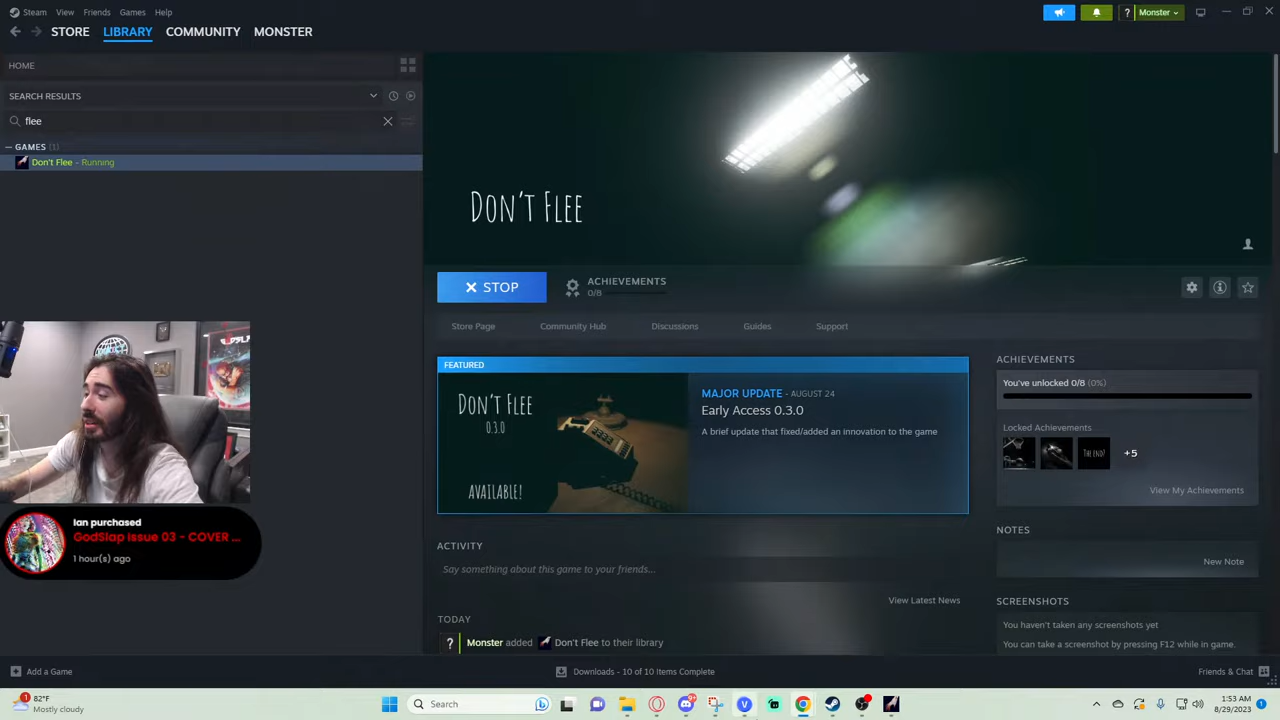 Steam View Friends Games Help
Monster
STORE LIBRARY COMMUNITY MONSTER
HOME
SEARCH RESULTS
flee
GAMES (1)
Don't Flee - Running
DON'T FLEE
STOP
ACHIEVEMENTS
0/8
Store Page Community Hub Discussions Guides Support
FEATURED
DON'T FLEE
0.3.0
AVAILABLE!
MAJOR UPDATE - AUGUST 24
Early Access 0.3.0
A brief update that fixed/added an innovation to the game
ACHIEVEMENTS
You've unlocked 0/8 (0%)
Locked Achievements
THE END!
+5
View My Achievements
Ian purchased
GodSlap Issue 03 - COVER ...
1 hour(s) ago
ACTIVITY
Say something about this game to your friends...
View Latest News
TODAY
? Monster added Don't Flee to their library
NOTES
New Note
SCREENSHOTS
You haven't taken any screenshots yet
You can take a screenshot by pressing F12 while in game.
Add a Game
Downloads - 10 of 10 Items Complete
Friends & Chat
1
82°F
Mostly cloudy
Search
9+
1:53 AM
8/29/2023